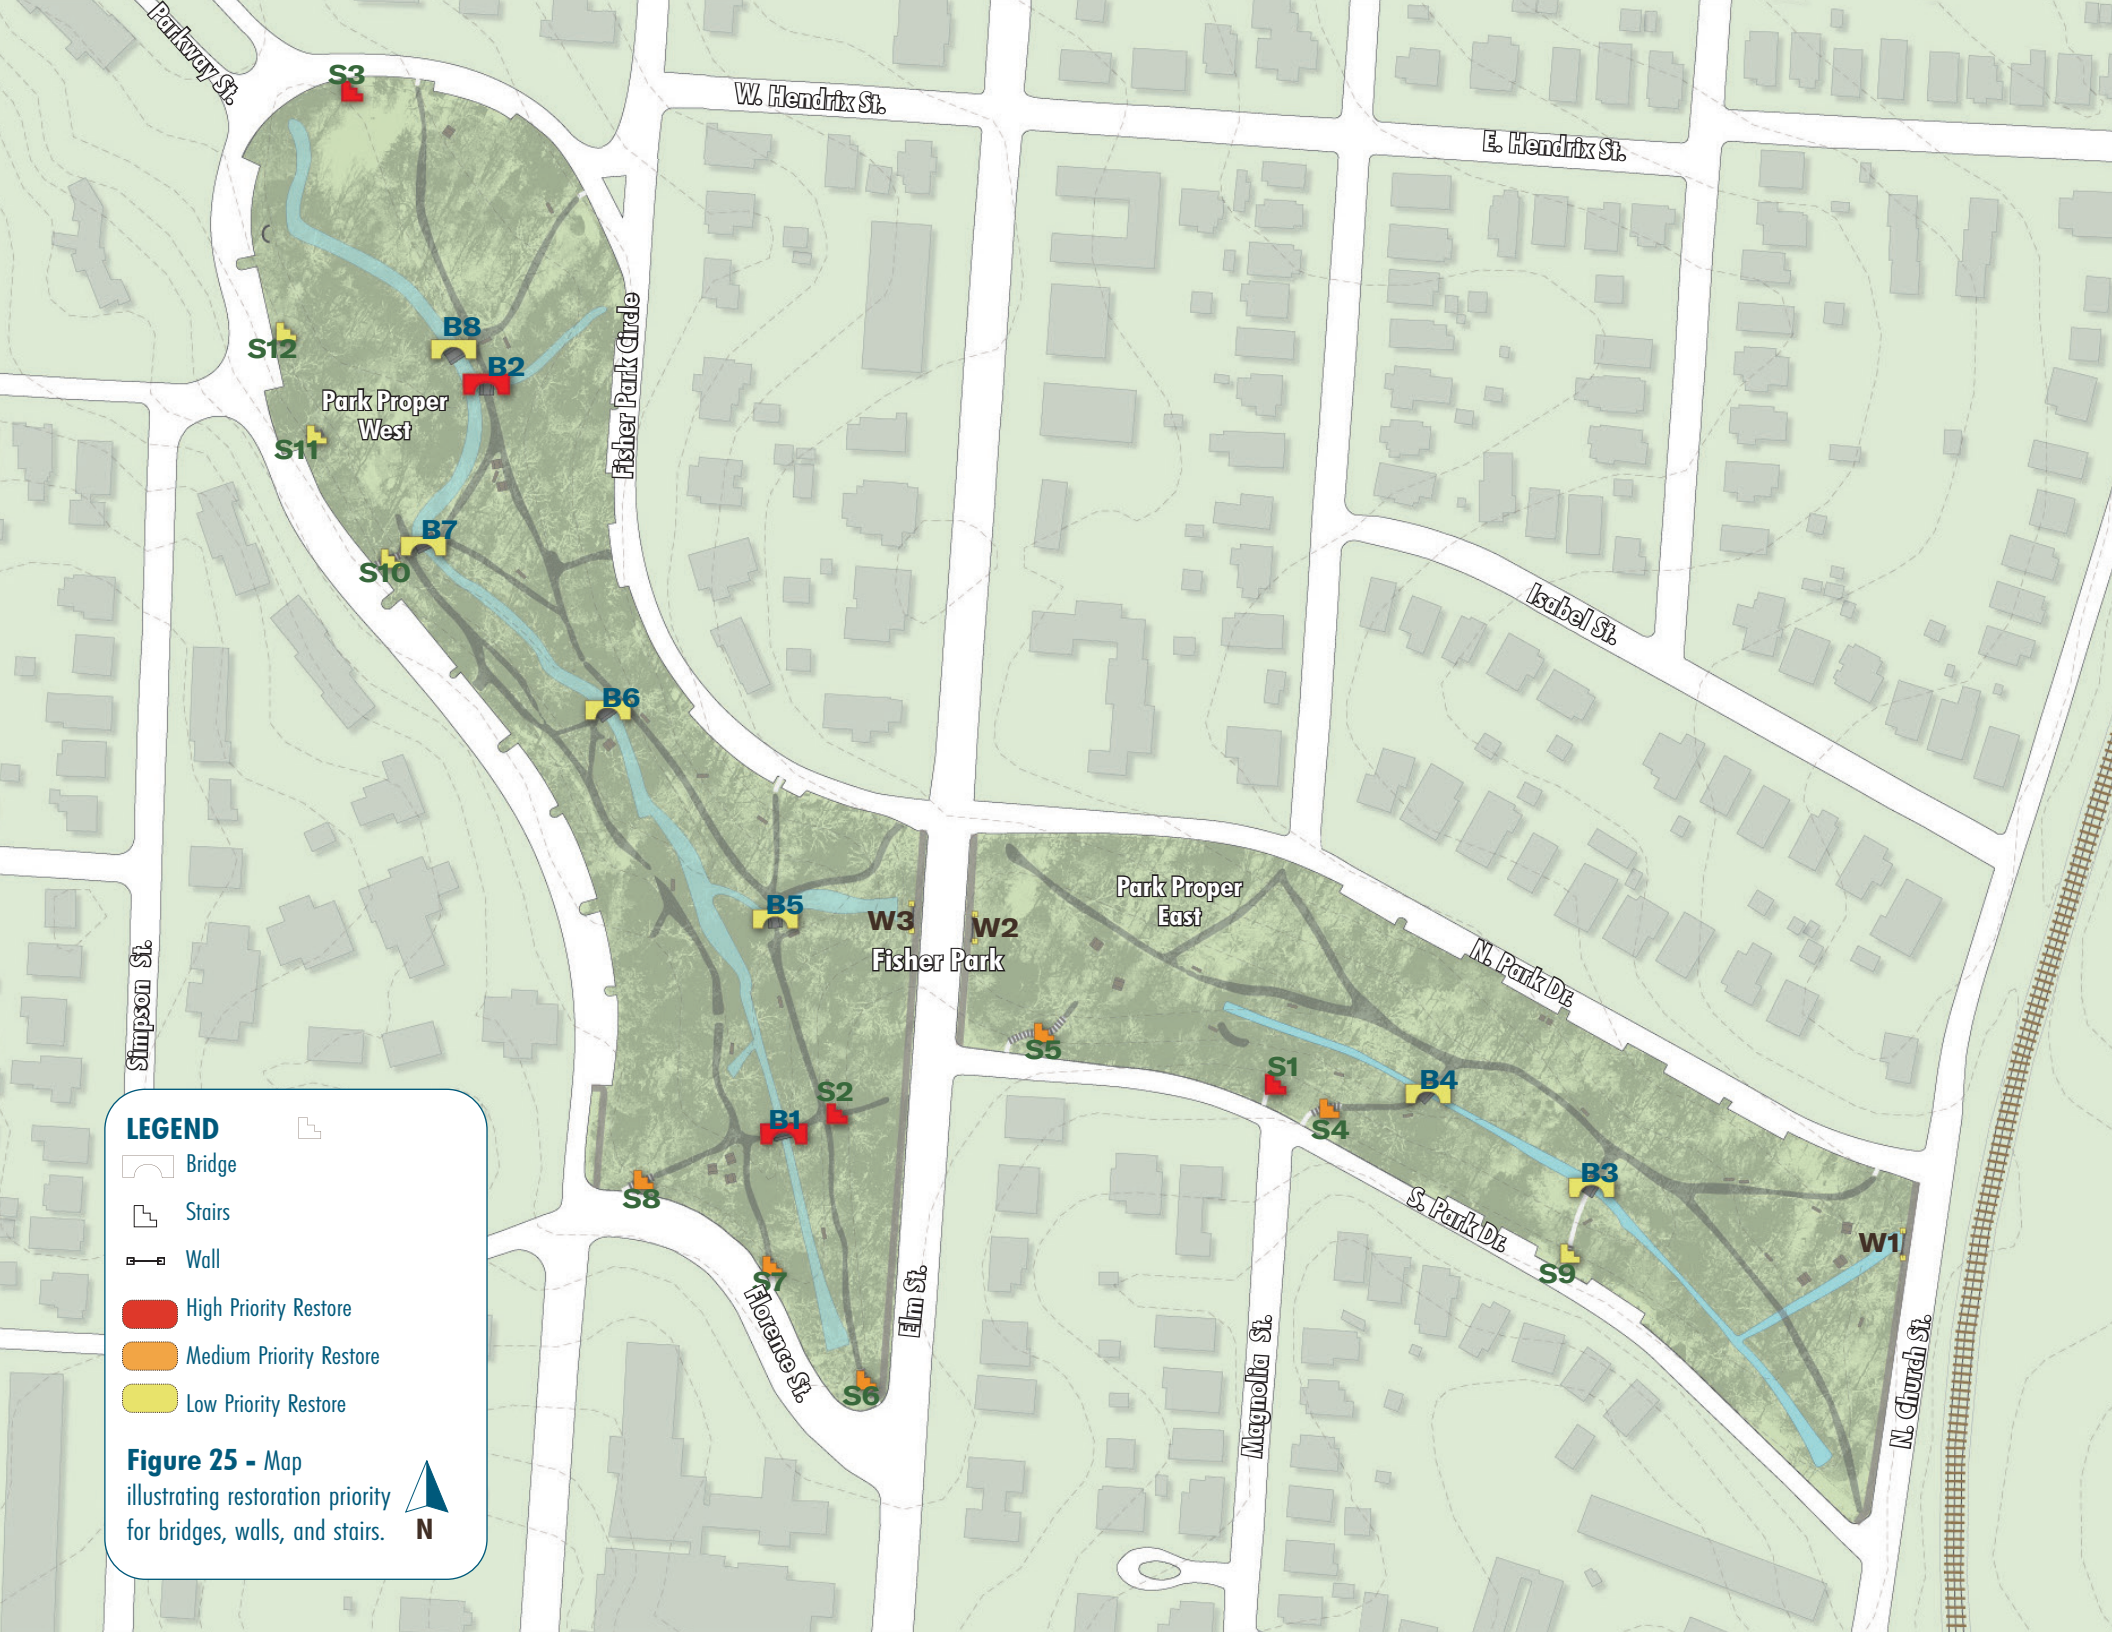 Parkway St.
S3
W. Hendrix St.
E. Hendrix St.
Fisher Park Circle
B8
S12
B2
Park Proper
West
S11
B7
S10
Isabel St.
B6
Park Proper
East
B5
W3
W2
Fisher Park
N. Park Dr.
Simpson St.
S5
S1
B4
S2
B1
S4
B3
S8
S. Park Dr.
W1
S9
S7
Florence St.
Elm St.
S6
Magnolia St.
N. Church St.
LEGEND
Bridge
Stairs
Wall
High Priority Restore
Medium Priority Restore
Low Priority Restore
Figure 25 - Map
illustrating restoration priority
for bridges, walls, and stairs.
N